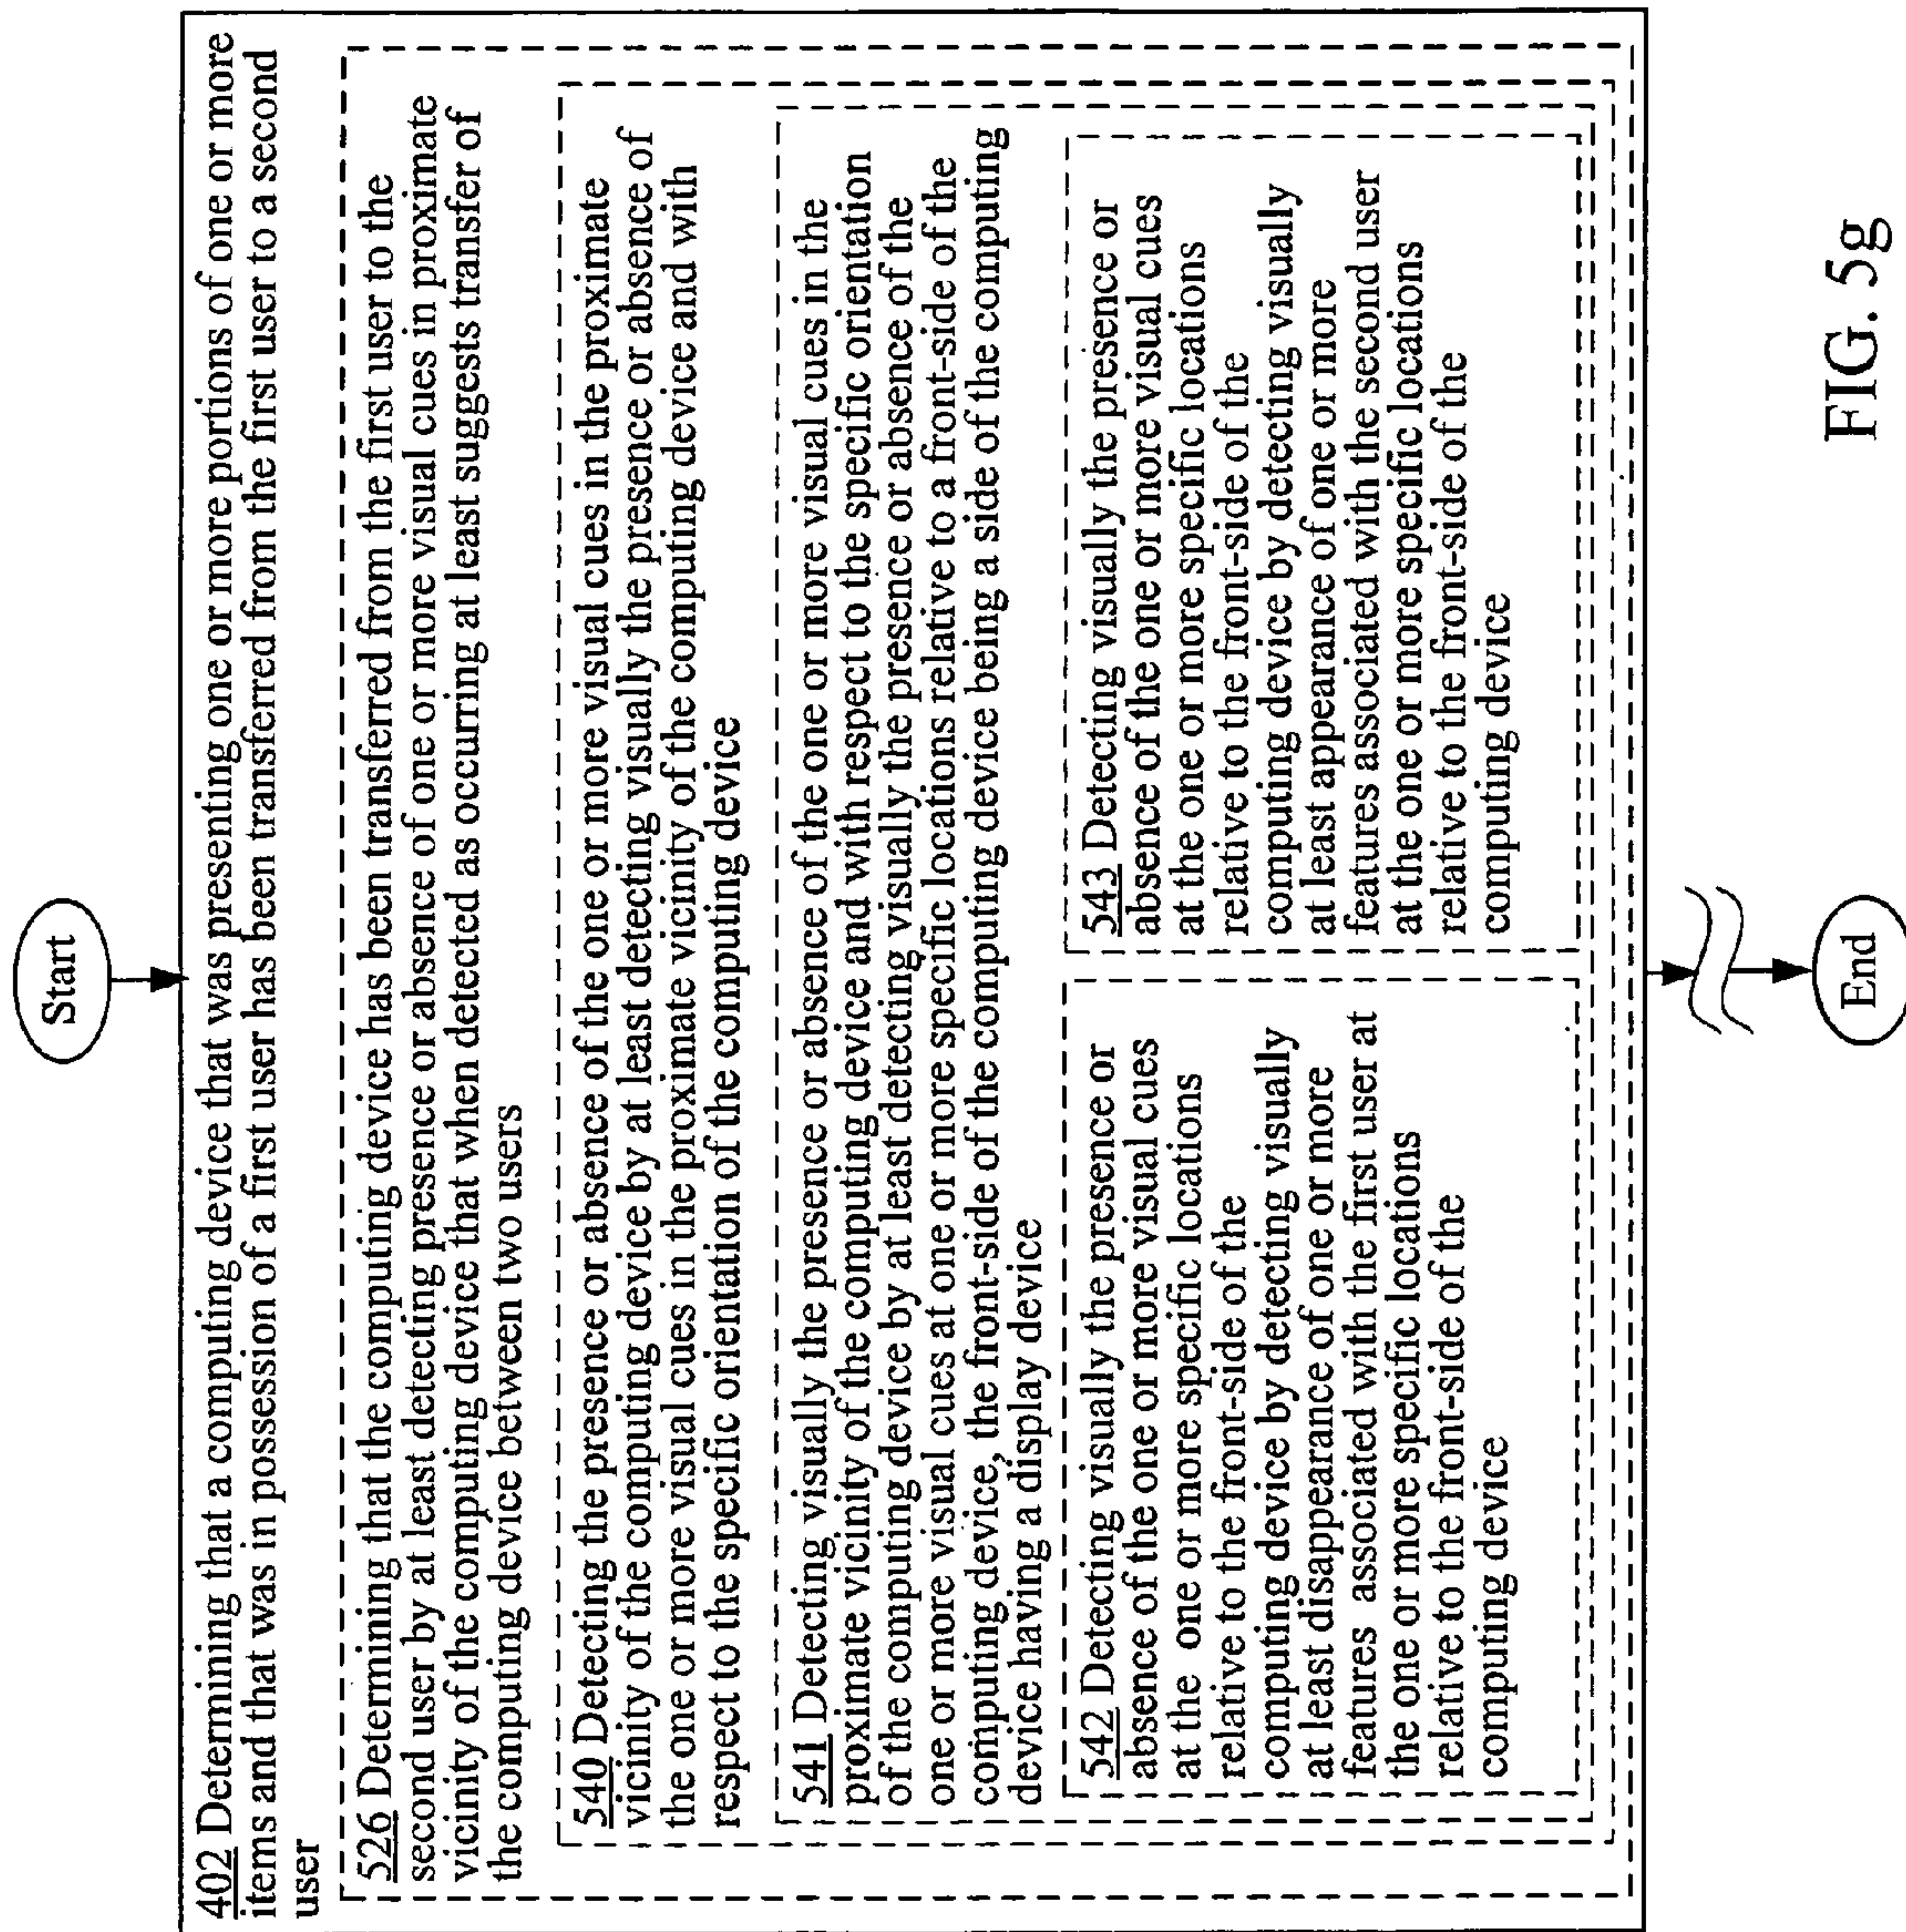 Start
402 Determining that a computing device that was presenting one or more portions of one or more
items and that was in possession of a first user has been transferred from the first user to a second
user
526 Determining that the computing device has been transferred from the first user to the
second user by at least detecting presence or absence of one or more visual cues in proximate
vicinity of the computing device that when detected as occurring at least suggests transfer of
the computing device between two users
540 Detecting the presence or absence of the one or more visual cues in the proximate
vicinity of the computing device by at least detecting visually the presence or absence of
the one or more visual cues in the proximate vicinity of the computing device and with
respect to the specific orientation of the computing device
541 Detecting visually the presence or absence of the one or more visual cues in the
proximate vicinity of the computing device and with respect to the specific orientation
of the computing device by at least detecting visually the presence or absence of the
one or more visual cues at one or more specific locations relative to a front-side of the
computing device, the front-side of the computing device being a side of the computing
device having a display device
542 Detecting visually the presence or
absence of the one or more visual cues
at the one or more specific locations
relative to the front-side of the
computing device by detecting visually
at least disappearance of one or more
features associated with the first user at
the one or more specific locations
relative to the front-side of the
computing device
543 Detecting visually the presence or
absence of the one or more visual cues
at the one or more specific locations
relative to the front-side of the
computing device by detecting visually
at least appearance of one or more
features associated with the second user
at the one or more specific locations
relative to the front-side of the
computing device
End
FIG. 5g